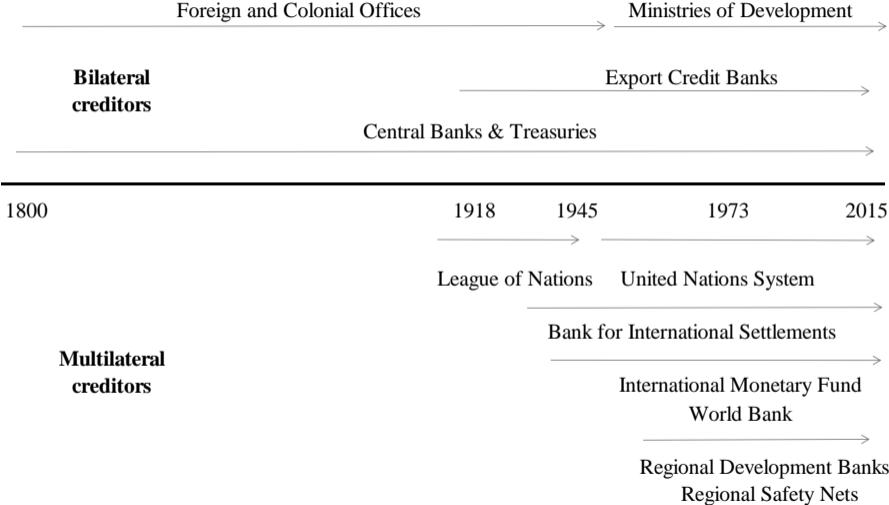 Foreign and Colonial Offices
Ministries of Development
Bilateral
creditors
Export Credit Banks
Central Banks & Treasuries
1800
1918
1945
1973
2015
League of Nations
United Nations System
Bank for International Settlements
Multilateral
creditors
International Monetary Fund
World Bank
Regional Development Banks
Regional Safety Nets